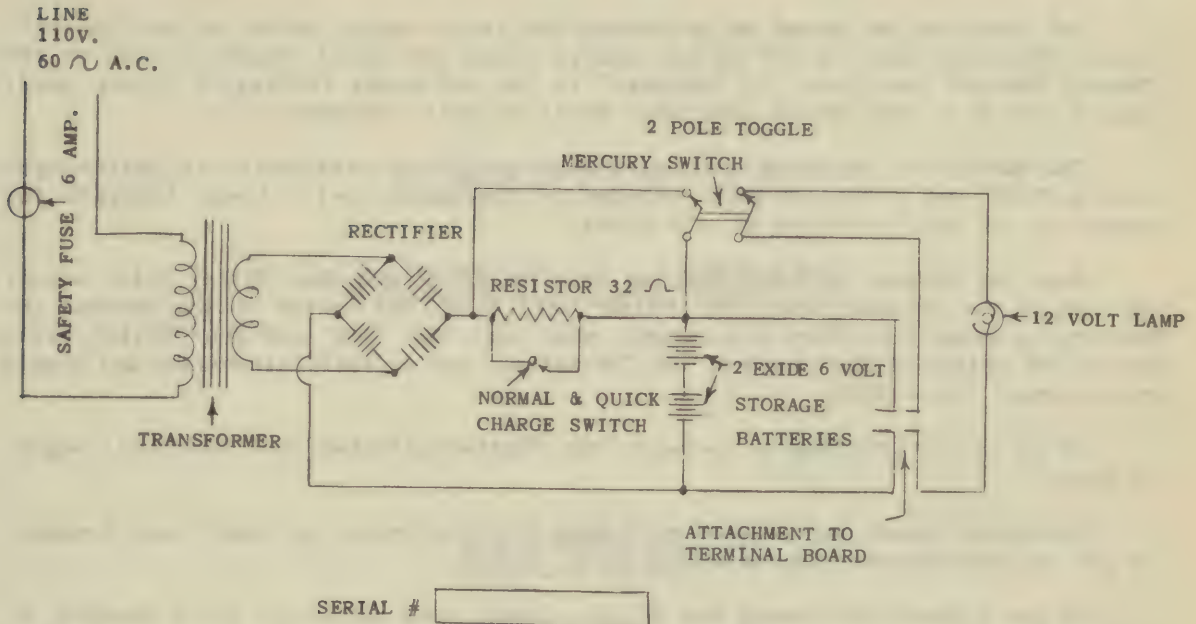 LINE
110V.
60 ∿ A.C.
SAFETY FUSE 6 AMP.
2 POLE TOGGLE
MERCURY SWITCH
RECTIFIER
RESISTOR 32
12 VOLT LAMP
2 EXIDE 6 VOLT
STORAGE
BATTERIES
NORMAL & QUICK
CHARGE SWITCH
TRANSFORMER
ATTACHMENT TO
TERMINAL BOARD
SERIAL #